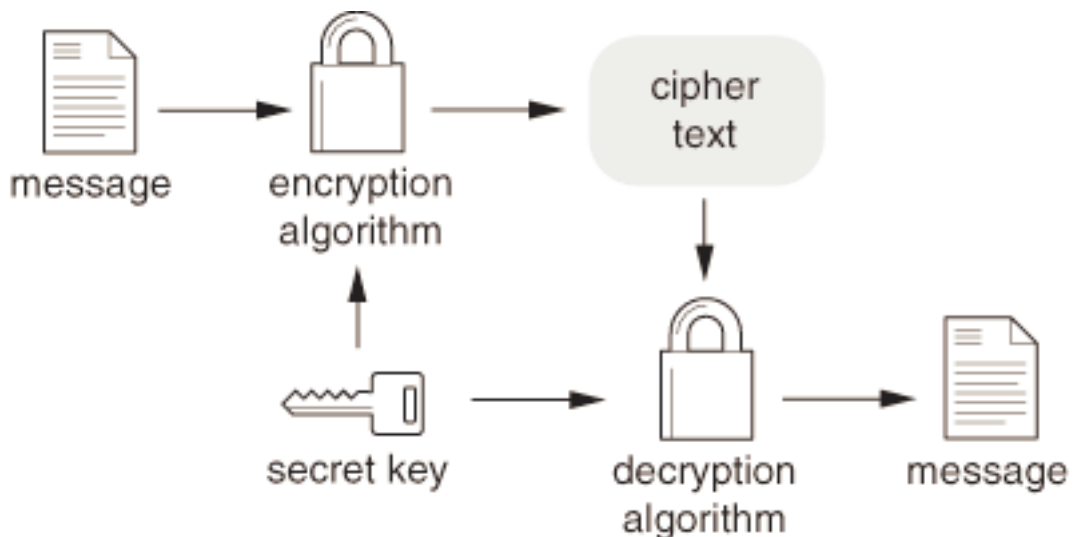 message
encryption
algorithm
cipher
text
secret key
decryption
algorithm
message